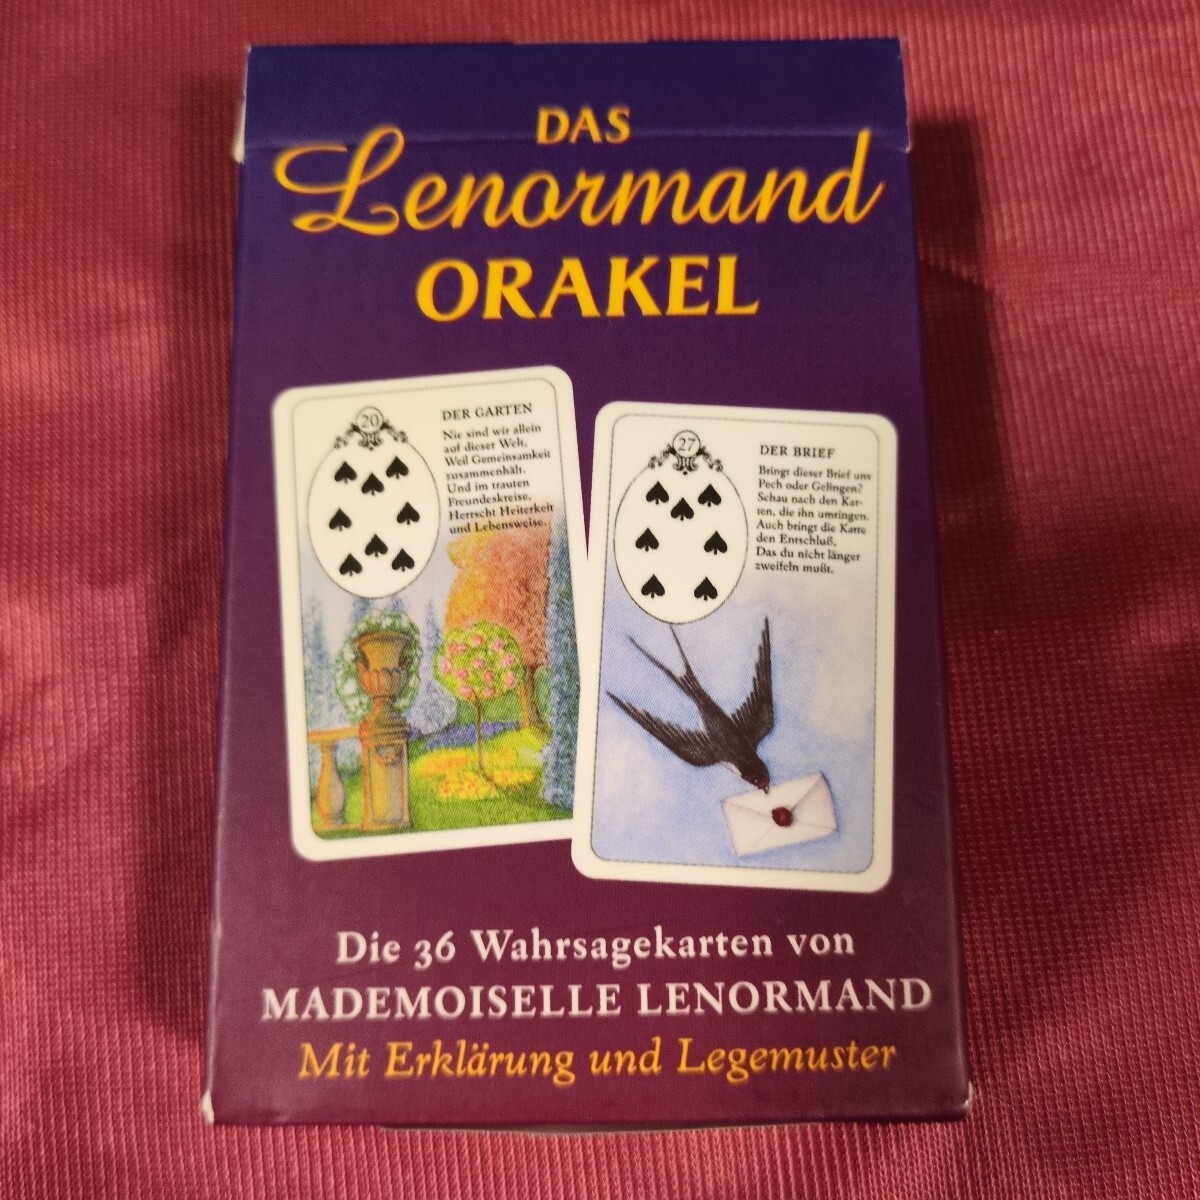 DAS
Lenormand
ORAKEL
20
DER GARTEN
Nie sind wir allein
auf dieser Welt,
Weil Gemeinsamkeit
zusammenhält.
Und im trauten
Freundeskreise,
Herrscht Heiterkeit
und Lebensweise.
27
DER BRIEF
Bringt dieser Brief uns
Pech oder Gelingen?
Schau nach den Kar-
ten, die ihn umringen.
Auch bringt die Karte
den Entschluß,
Das du nicht länger
zweifeln mußt.
Die 36 Wahrsagekarten von
MADEMOISELLE LENORMAND
Mit Erklärung und Legemuster